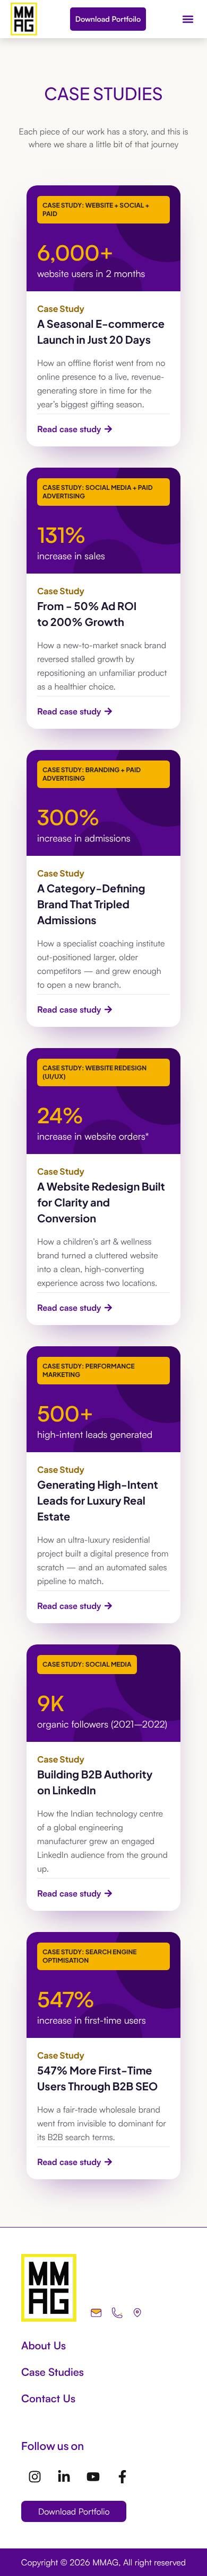 MM
AG
Download Portfoilo
CASE STUDIES
Each piece of our work has a story, and this is
where we share a little bit of that journey
CASE STUDY: WEBSITE + SOCIAL +
PAID
6,000+
website users in 2 months
Case Study
A Seasonal E-commerce
Launch in Just 20 Days
How an offline florist went from no
online presence to a live, revenue-
generating store in time for the
year's biggest gifting season.
Read case study →
CASE STUDY: SOCIAL MEDIA + PAID
ADVERTISING
131%
increase in sales
Case Study
From - 50% Ad ROI
to 200% Growth
How a new-to-market snack brand
reversed stalled growth by
repositioning an unfamiliar product
as a healthier choice.
Read case study →
CASE STUDY: BRANDING + PAID
ADVERTISING
300%
increase in admissions
Case Study
A Category-Defining
Brand That Tripled
Admissions
How a specialist coaching institute
out-positioned larger, older
competitors — and grew enough
to open a new branch.
Read case study →
CASE STUDY: WEBSITE REDESIGN
(UI/UX)
24%
increase in website orders*
Case Study
A Website Redesign Built
for Clarity and
Conversion
How a children's art & wellness
brand turned a cluttered website
into a clean, high-converting
experience across two locations.
Read case study →
CASE STUDY: PERFORMANCE
MARKETING
500+
high-intent leads generated
Case Study
Generating High-Intent
Leads for Luxury Real
Estate
How an ultra-luxury residential
project built a digital presence from
scratch — and an automated sales
pipeline to match.
Read case study →
CASE STUDY: SOCIAL MEDIA
9K
organic followers (2021–2022)
Case Study
Building B2B Authority
on LinkedIn
How the Indian technology centre
of a global engineering
manufacturer grew an engaged
LinkedIn audience from the ground
up.
Read case study →
CASE STUDY: SEARCH ENGINE
OPTIMISATION
547%
increase in first-time users
Case Study
547% More First-Time
Users Through B2B SEO
How a fair-trade wholesale brand
went from invisible to dominant for
its B2B search terms.
Read case study →
MM
AG
About Us
Case Studies
Contact Us
Follow us on
Download Portfolio
Copyright © 2026 MMAG, All right reserved